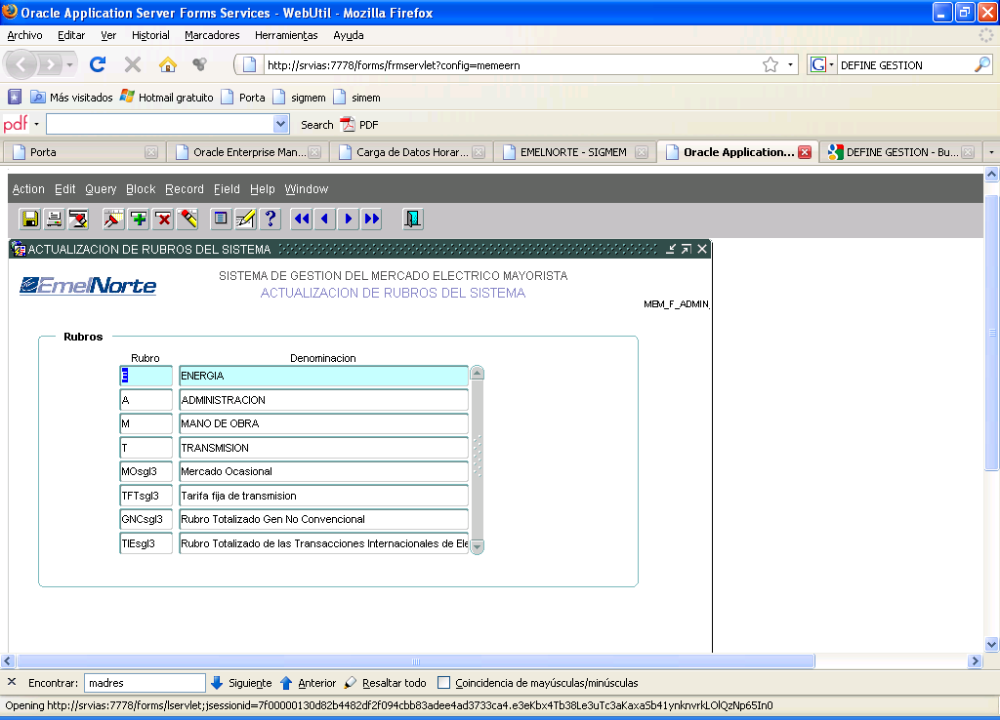 Oracle Application Server Forms Services - WebUtil - Mozilla Firefox
Archivo Editar Ver Historial Marcadores Herramientas Ayuda
http://srvias:7778/forms/frmservlet?config=memeern G DEFINE GESTION
Más visitados Hotmail gratuito Porta sigmem simem
pdf Search PDF
Porta Oracle Enterprise Man... Carga de Datos Horar... EMELNORTE - SIGMEM Oracle Application... DEFINE GESTION - Bu...
Action Edit Query Block Record Field Help Window
ACTUALIZACION DE RUBROS DEL SISTEMA
EmelNorte SISTEMA DE GESTION DEL MERCADO ELECTRICO MAYORISTA
ACTUALIZACION DE RUBROS DEL SISTEMA
MEM_F_ADMIN_
Rubros
Rubro Denominacion
E ENERGIA
A ADMINISTRACION
M MANO DE OBRA
T TRANSMISION
MOsgl3 Mercado Ocasional
TFTsgl3 Tarifa fija de transmision
GNCsgl3 Rubro Totalizado Gen No Convencional
TIEsgl3 Rubro Totalizado de las Transacciones Internacionales de Ele
Encontrar: madres Siguiente Anterior Resaltar todo Coincidencia de mayúsculas/minúsculas
Opening http://srvias:7778/forms/lservlet;jsessionid=7f00000130d82b4482df2f094cbb83adee4ad3733ca4.e3eKbx4Tb38Le3uTc3aKaxaSb41ynknvrkLOlQzNp65In0